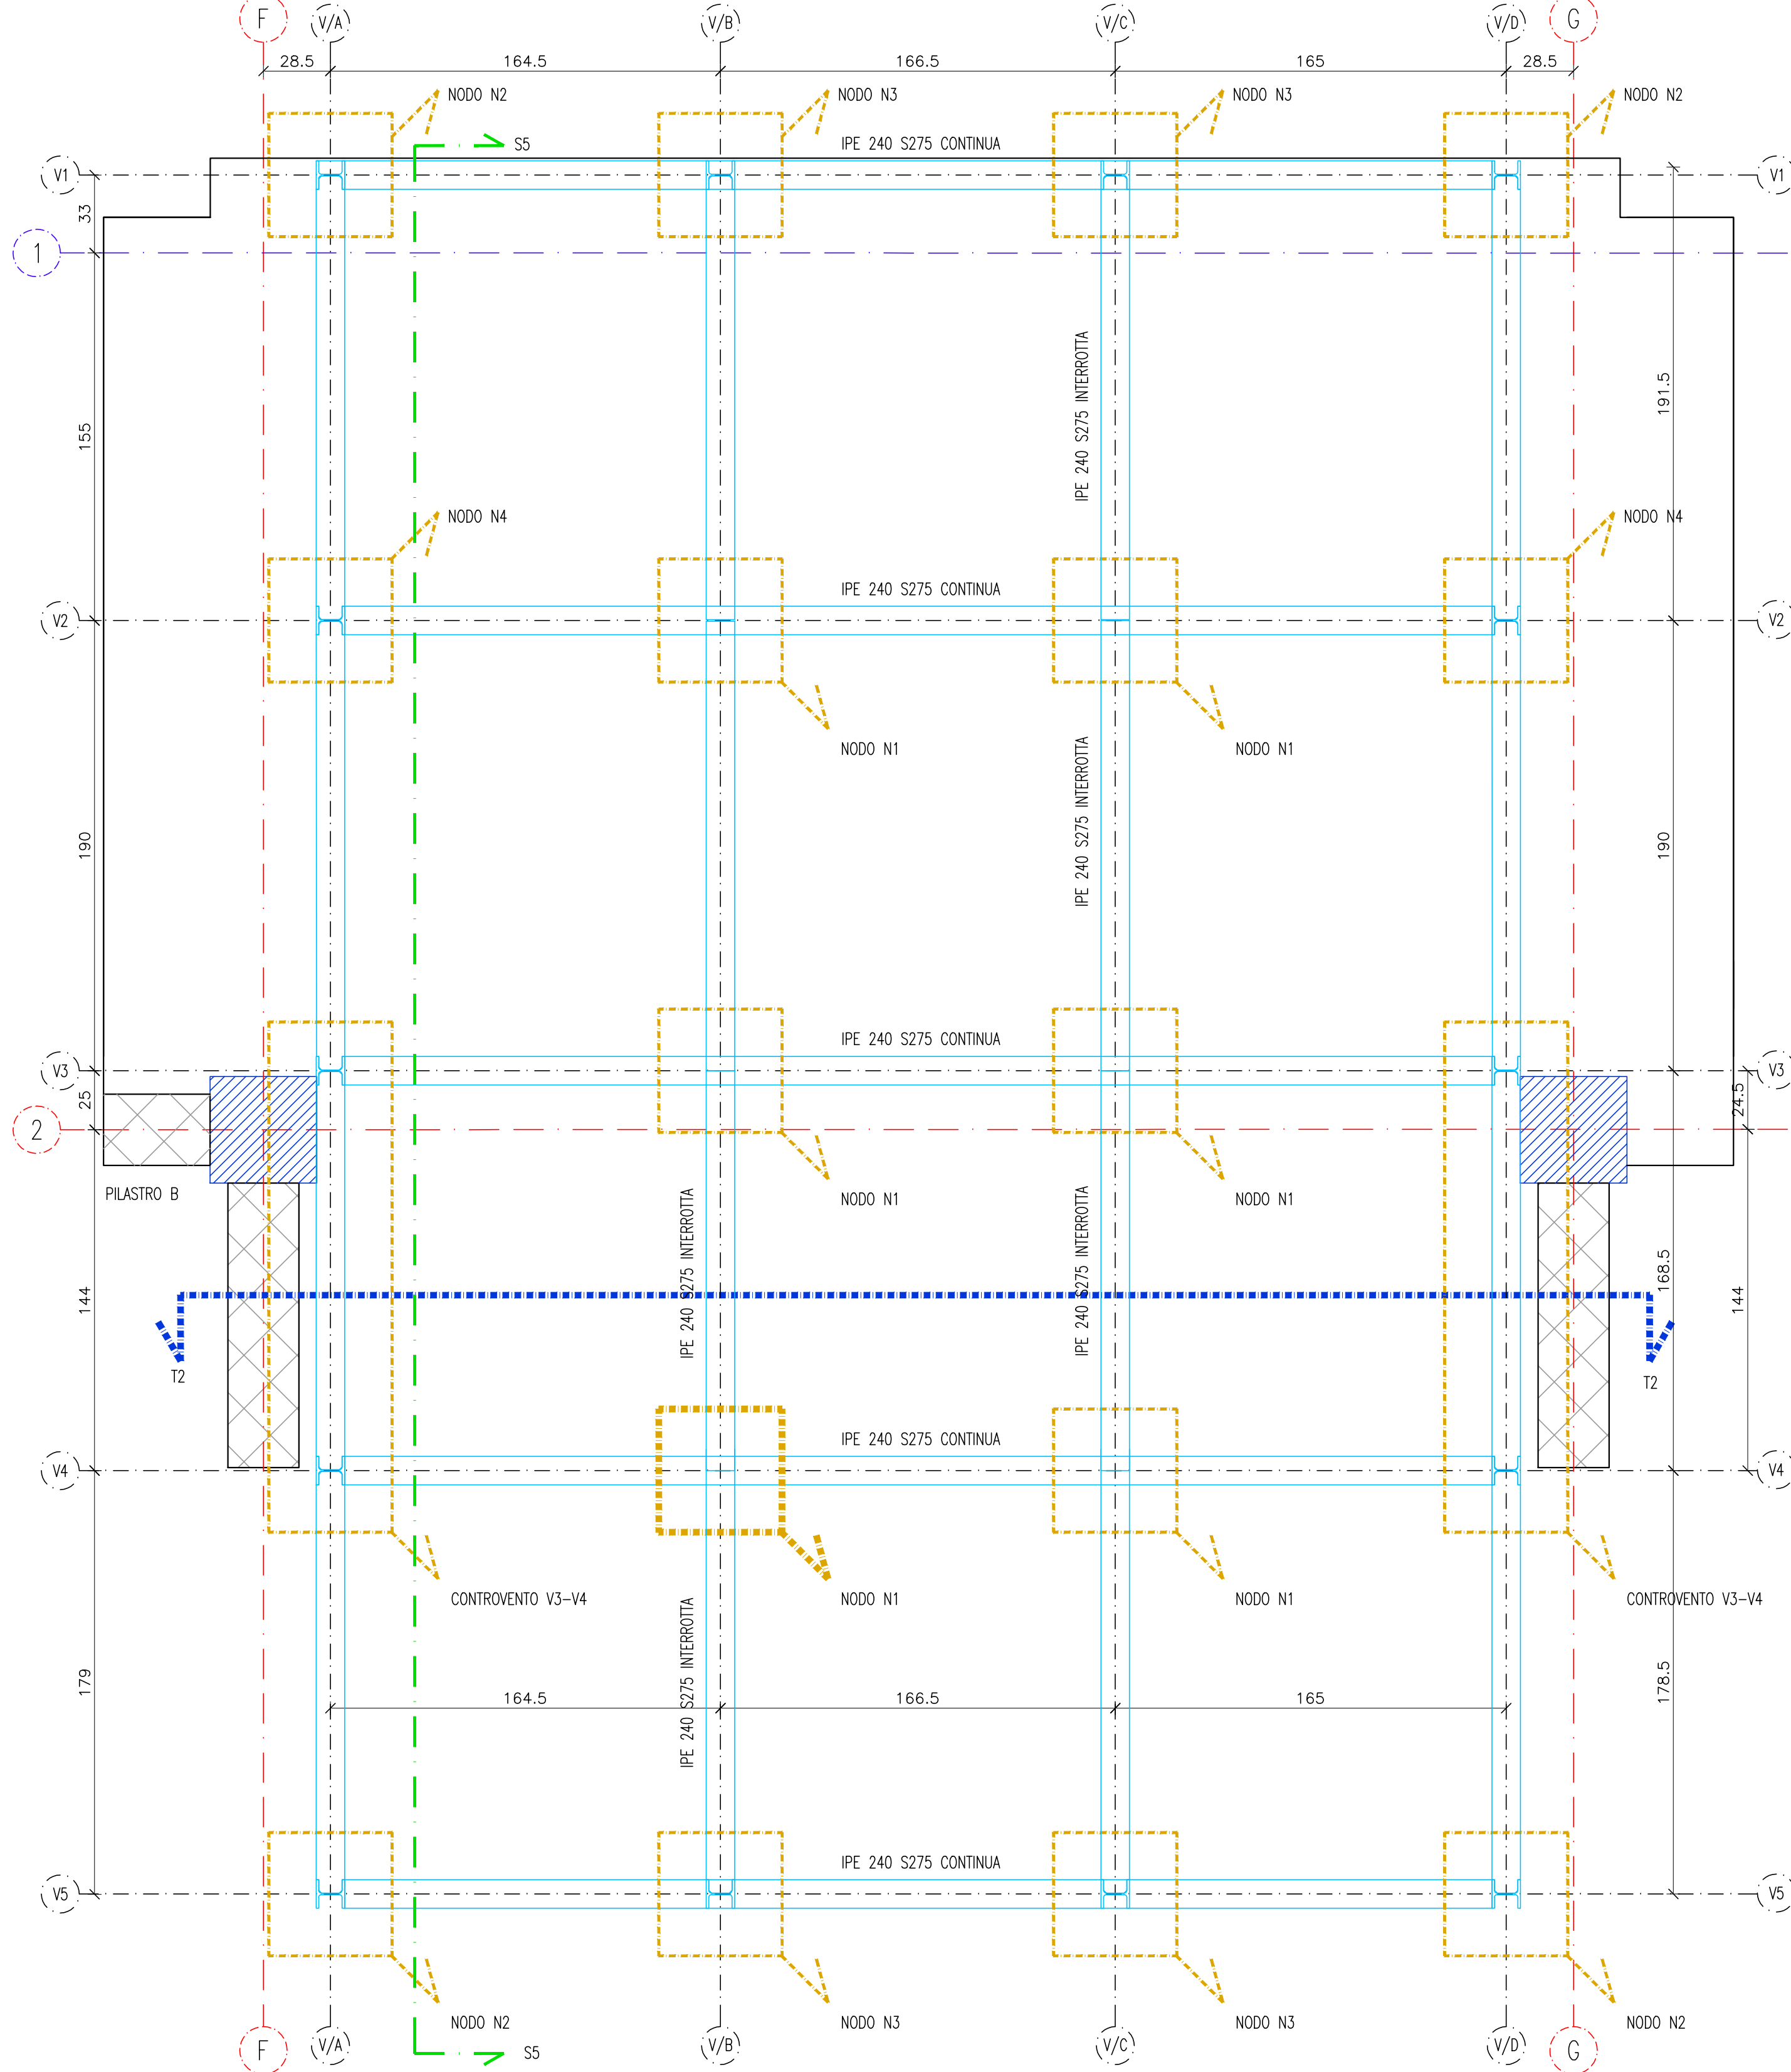 F V/A V/B V/C V/D G
28.5 164.5 166.5 165 28.5
NODO N2 NODO N3 NODO N3 NODO N2
S5 IPE 240 S275 CONTINUA
V1 V1
33
1
IPE 240 S275 INTERROTTA
155 191.5
NODO N4 NODO N4
IPE 240 S275 CONTINUA
V2 V2
NODO N1 NODO N1
IPE 240 S275 INTERROTTA
190 190
IPE 240 S275 CONTINUA
V3 V3
25 24.5
2
PILASTRO B NODO N1 NODO N1
IPE 240 S275 INTERROTTA IPE 240 S275 INTERROTTA
144 168.5 144
T2 T2
IPE 240 S275 CONTINUA
V4 V4
CONTROVENTO V3-V4 NODO N1 NODO N1 CONTROVENTO V3-V4
IPE 240 S275 INTERROTTA
179 178.5
164.5 166.5 165
IPE 240 S275 CONTINUA
V5 V5
NODO N2 NODO N3 NODO N3 NODO N2
F V/A S5 V/B V/C V/D G